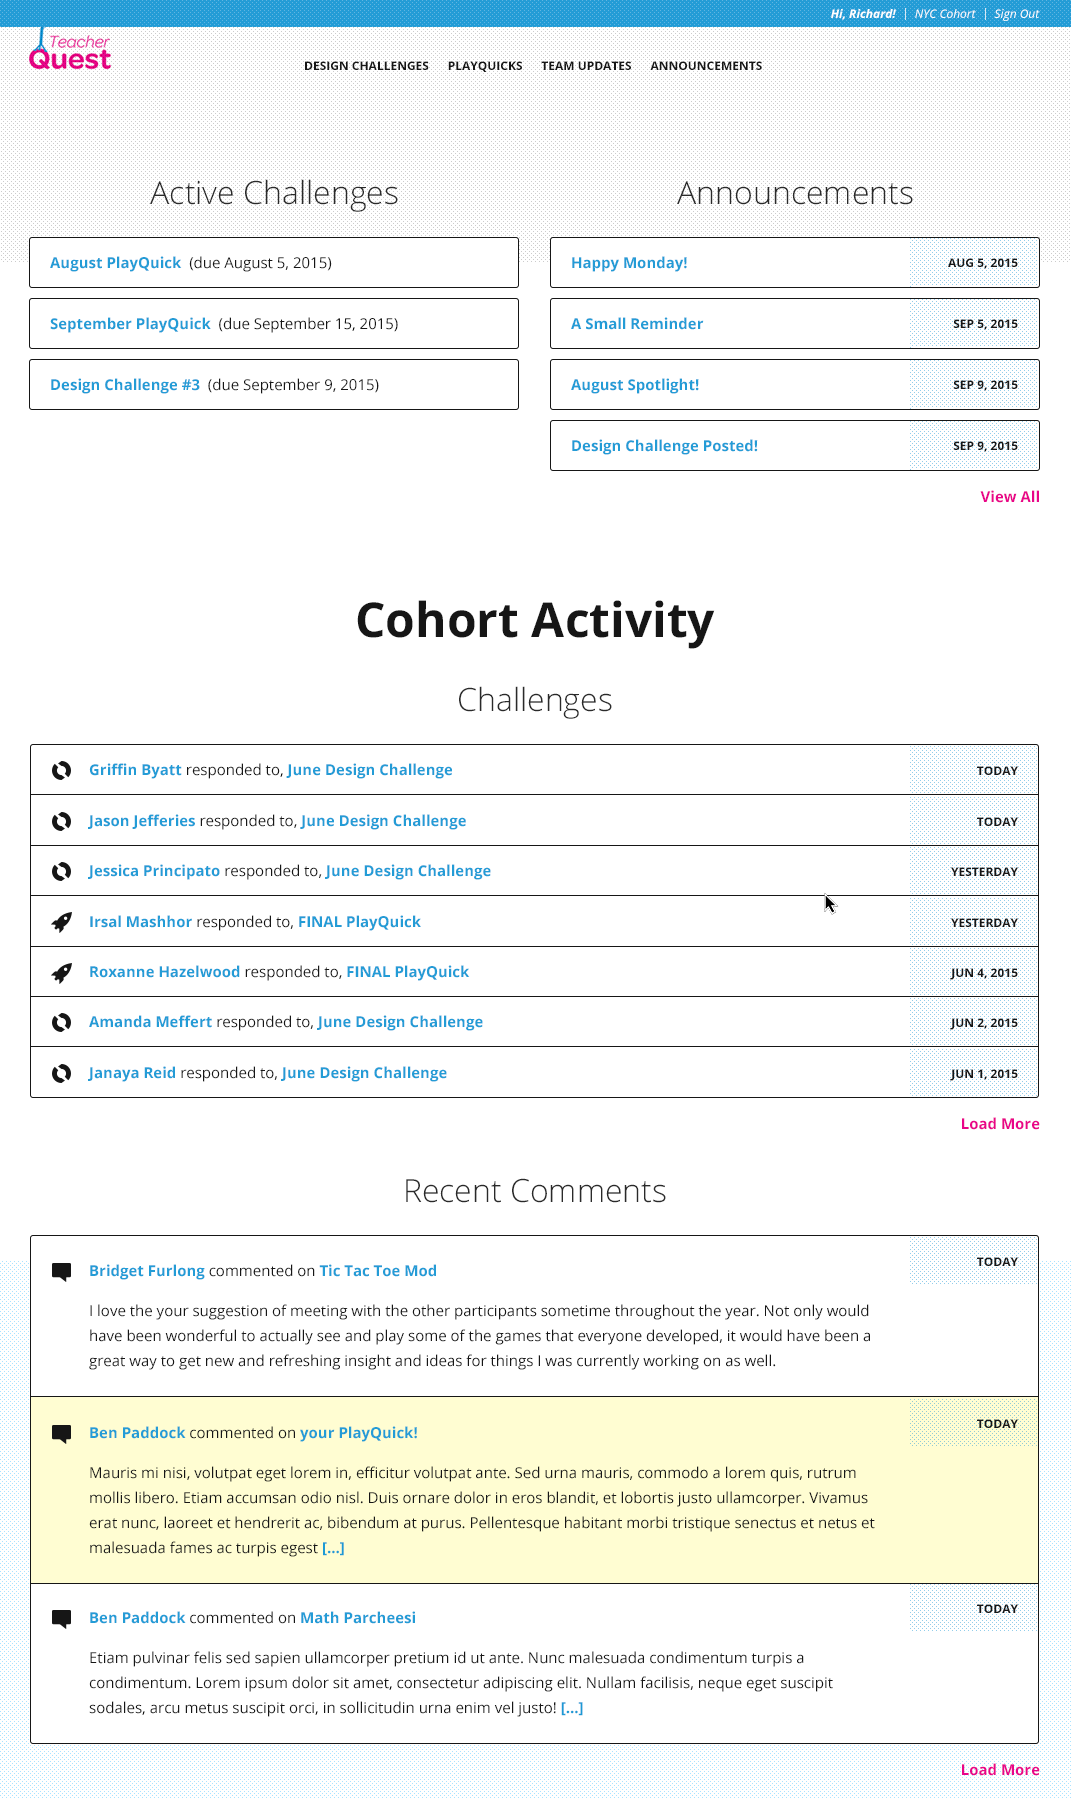 Hi, Richard! | NYC Cohort | Sign Out
Teacher
Quest
DESIGN CHALLENGES PLAYQUICKS TEAM UPDATES ANNOUNCEMENTS
Active Challenges
August PlayQuick (due August 5, 2015)
September PlayQuick (due September 15, 2015)
Design Challenge #3 (due September 9, 2015)
Announcements
Happy Monday! AUG 5, 2015
A Small Reminder SEP 5, 2015
August Spotlight! SEP 9, 2015
Design Challenge Posted! SEP 9, 2015
View All
Cohort Activity
Challenges
Griffin Byatt responded to, June Design Challenge TODAY
Jason Jefferies responded to, June Design Challenge TODAY
Jessica Principato responded to, June Design Challenge YESTERDAY
Irsal Mashhor responded to, FINAL PlayQuick YESTERDAY
Roxanne Hazelwood responded to, FINAL PlayQuick JUN 4, 2015
Amanda Meffert responded to, June Design Challenge JUN 2, 2015
Janaya Reid responded to, June Design Challenge JUN 1, 2015
Load More
Recent Comments
Bridget Furlong commented on Tic Tac Toe Mod TODAY
I love the your suggestion of meeting with the other participants sometime throughout the year. Not only would
have been wonderful to actually see and play some of the games that everyone developed, it would have been a
great way to get new and refreshing insight and ideas for things I was currently working on as well.
Ben Paddock commented on your PlayQuick! TODAY
Mauris mi nisi, volutpat eget lorem in, efficitur volutpat ante. Sed urna mauris, commodo a lorem quis, rutrum
mollis libero. Etiam accumsan odio nisl. Duis ornare dolor in eros blandit, et lobortis justo ullamcorper. Vivamus
erat nunc, laoreet et hendrerit ac, bibendum at purus. Pellentesque habitant morbi tristique senectus et netus et
malesuada fames ac turpis egest [...]
Ben Paddock commented on Math Parcheesi TODAY
Etiam pulvinar felis sed sapien ullamcorper pretium id ut ante. Nunc malesuada condimentum turpis a
condimentum. Lorem ipsum dolor sit amet, consectetur adipiscing elit. Nullam facilisis, neque eget suscipit
sodales, arcu metus suscipit orci, in sollicitudin urna enim vel justo! [...]
Load More